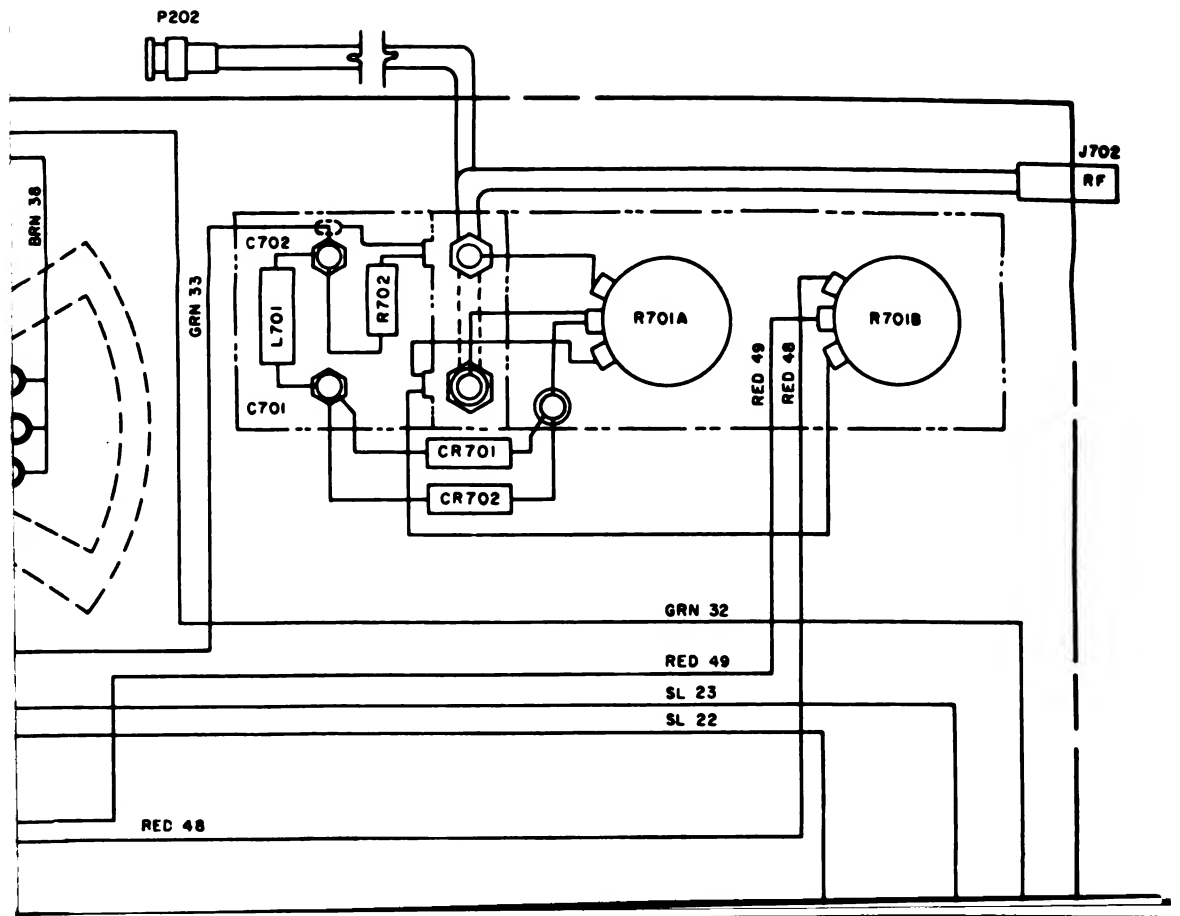 P202
J702
RF
BRN 38
GRN 33
C702
L701
R702
C701
R701A
R701B
RED 49
RED 48
CR701
CR702
GRN 32
RED 49
SL 23
SL 22
RED 48